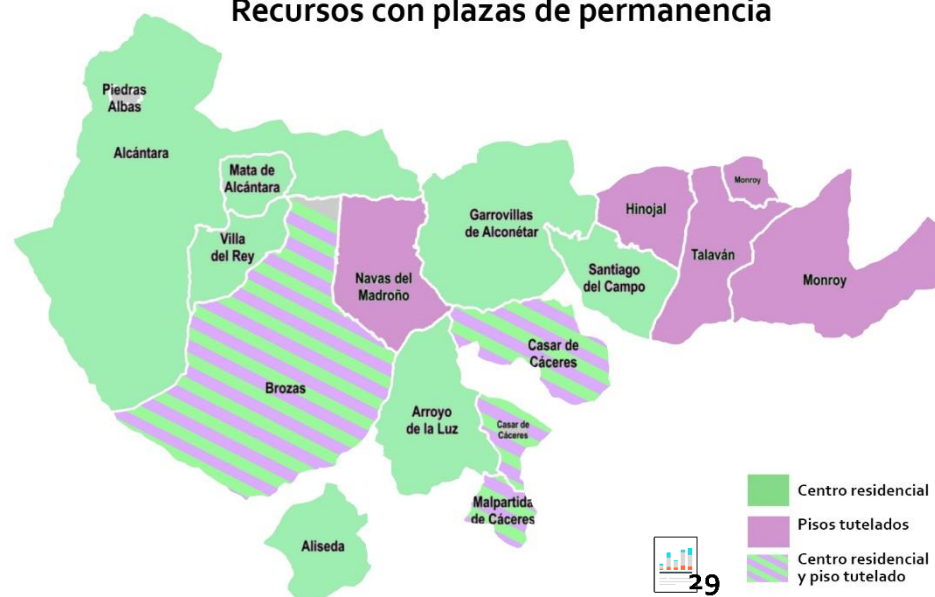 Recursos con plazas de permanencia
Piedras
Albas
Alcántara
Mata de
Alcántara
Villa
del Rey
Navas del
Madroño
Garrovillas
de Alconétar
Hinojal
Monroy
Talaván
Monroy
Santiago
del Campo
Casar de
Cáceres
Brozas
Arroyo
de la Luz
Casar de
Cáceres
Malpartida
de Cáceres
Aliseda
Centro residencial
Pisos tutelados
Centro residencial
y piso tutelado
29